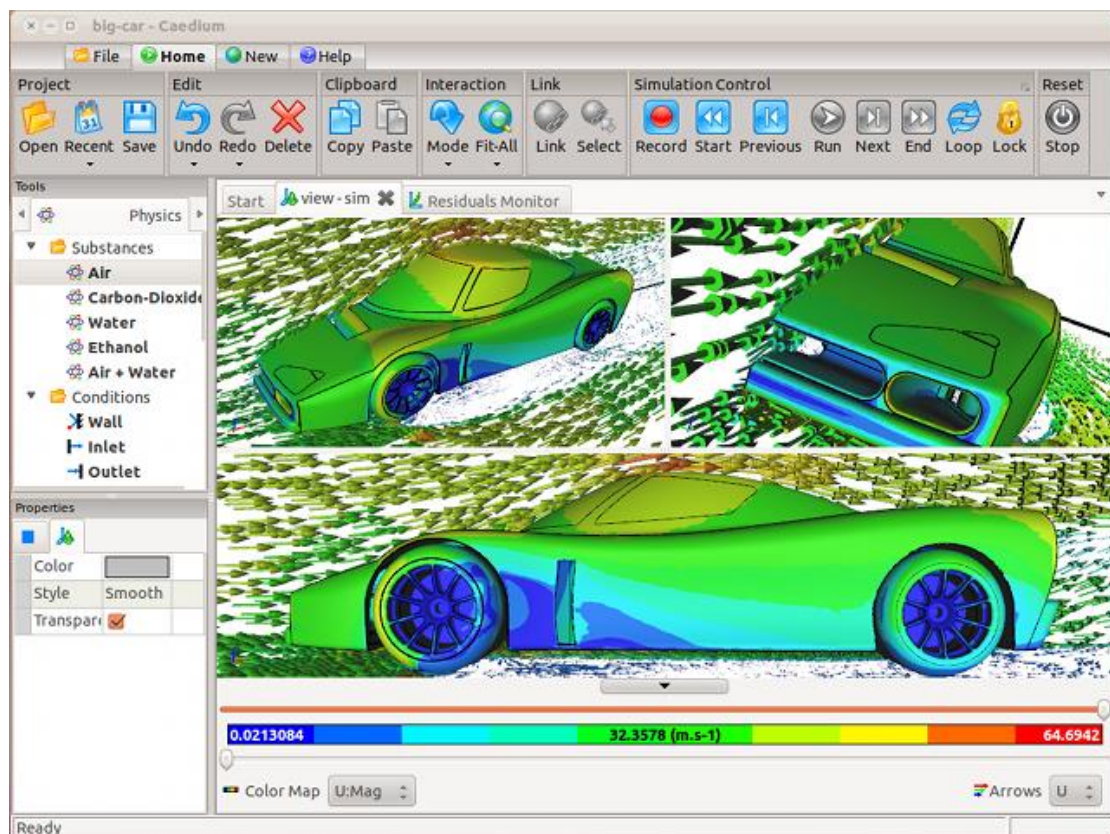 big-car - Caedium
File Home New Help
Project Edit Clipboard Interaction Link Simulation Control Reset
31
Open Recent Save Undo Redo Delete Copy Paste Mode Fit-All Link Select Record Start Previous Run Next End Loop Lock Stop
Tools
Start view - sim Residuals Monitor
Physics
Substances
Air
Carbon-Dioxide
Water
Ethanol
Air + Water
Conditions
Wall
Inlet
Outlet
Properties
Color
Style Smooth
Transpare
0.0213084 32.3578 (m.s-1) 64.6942
Color Map U:Mag Arrows U
Ready